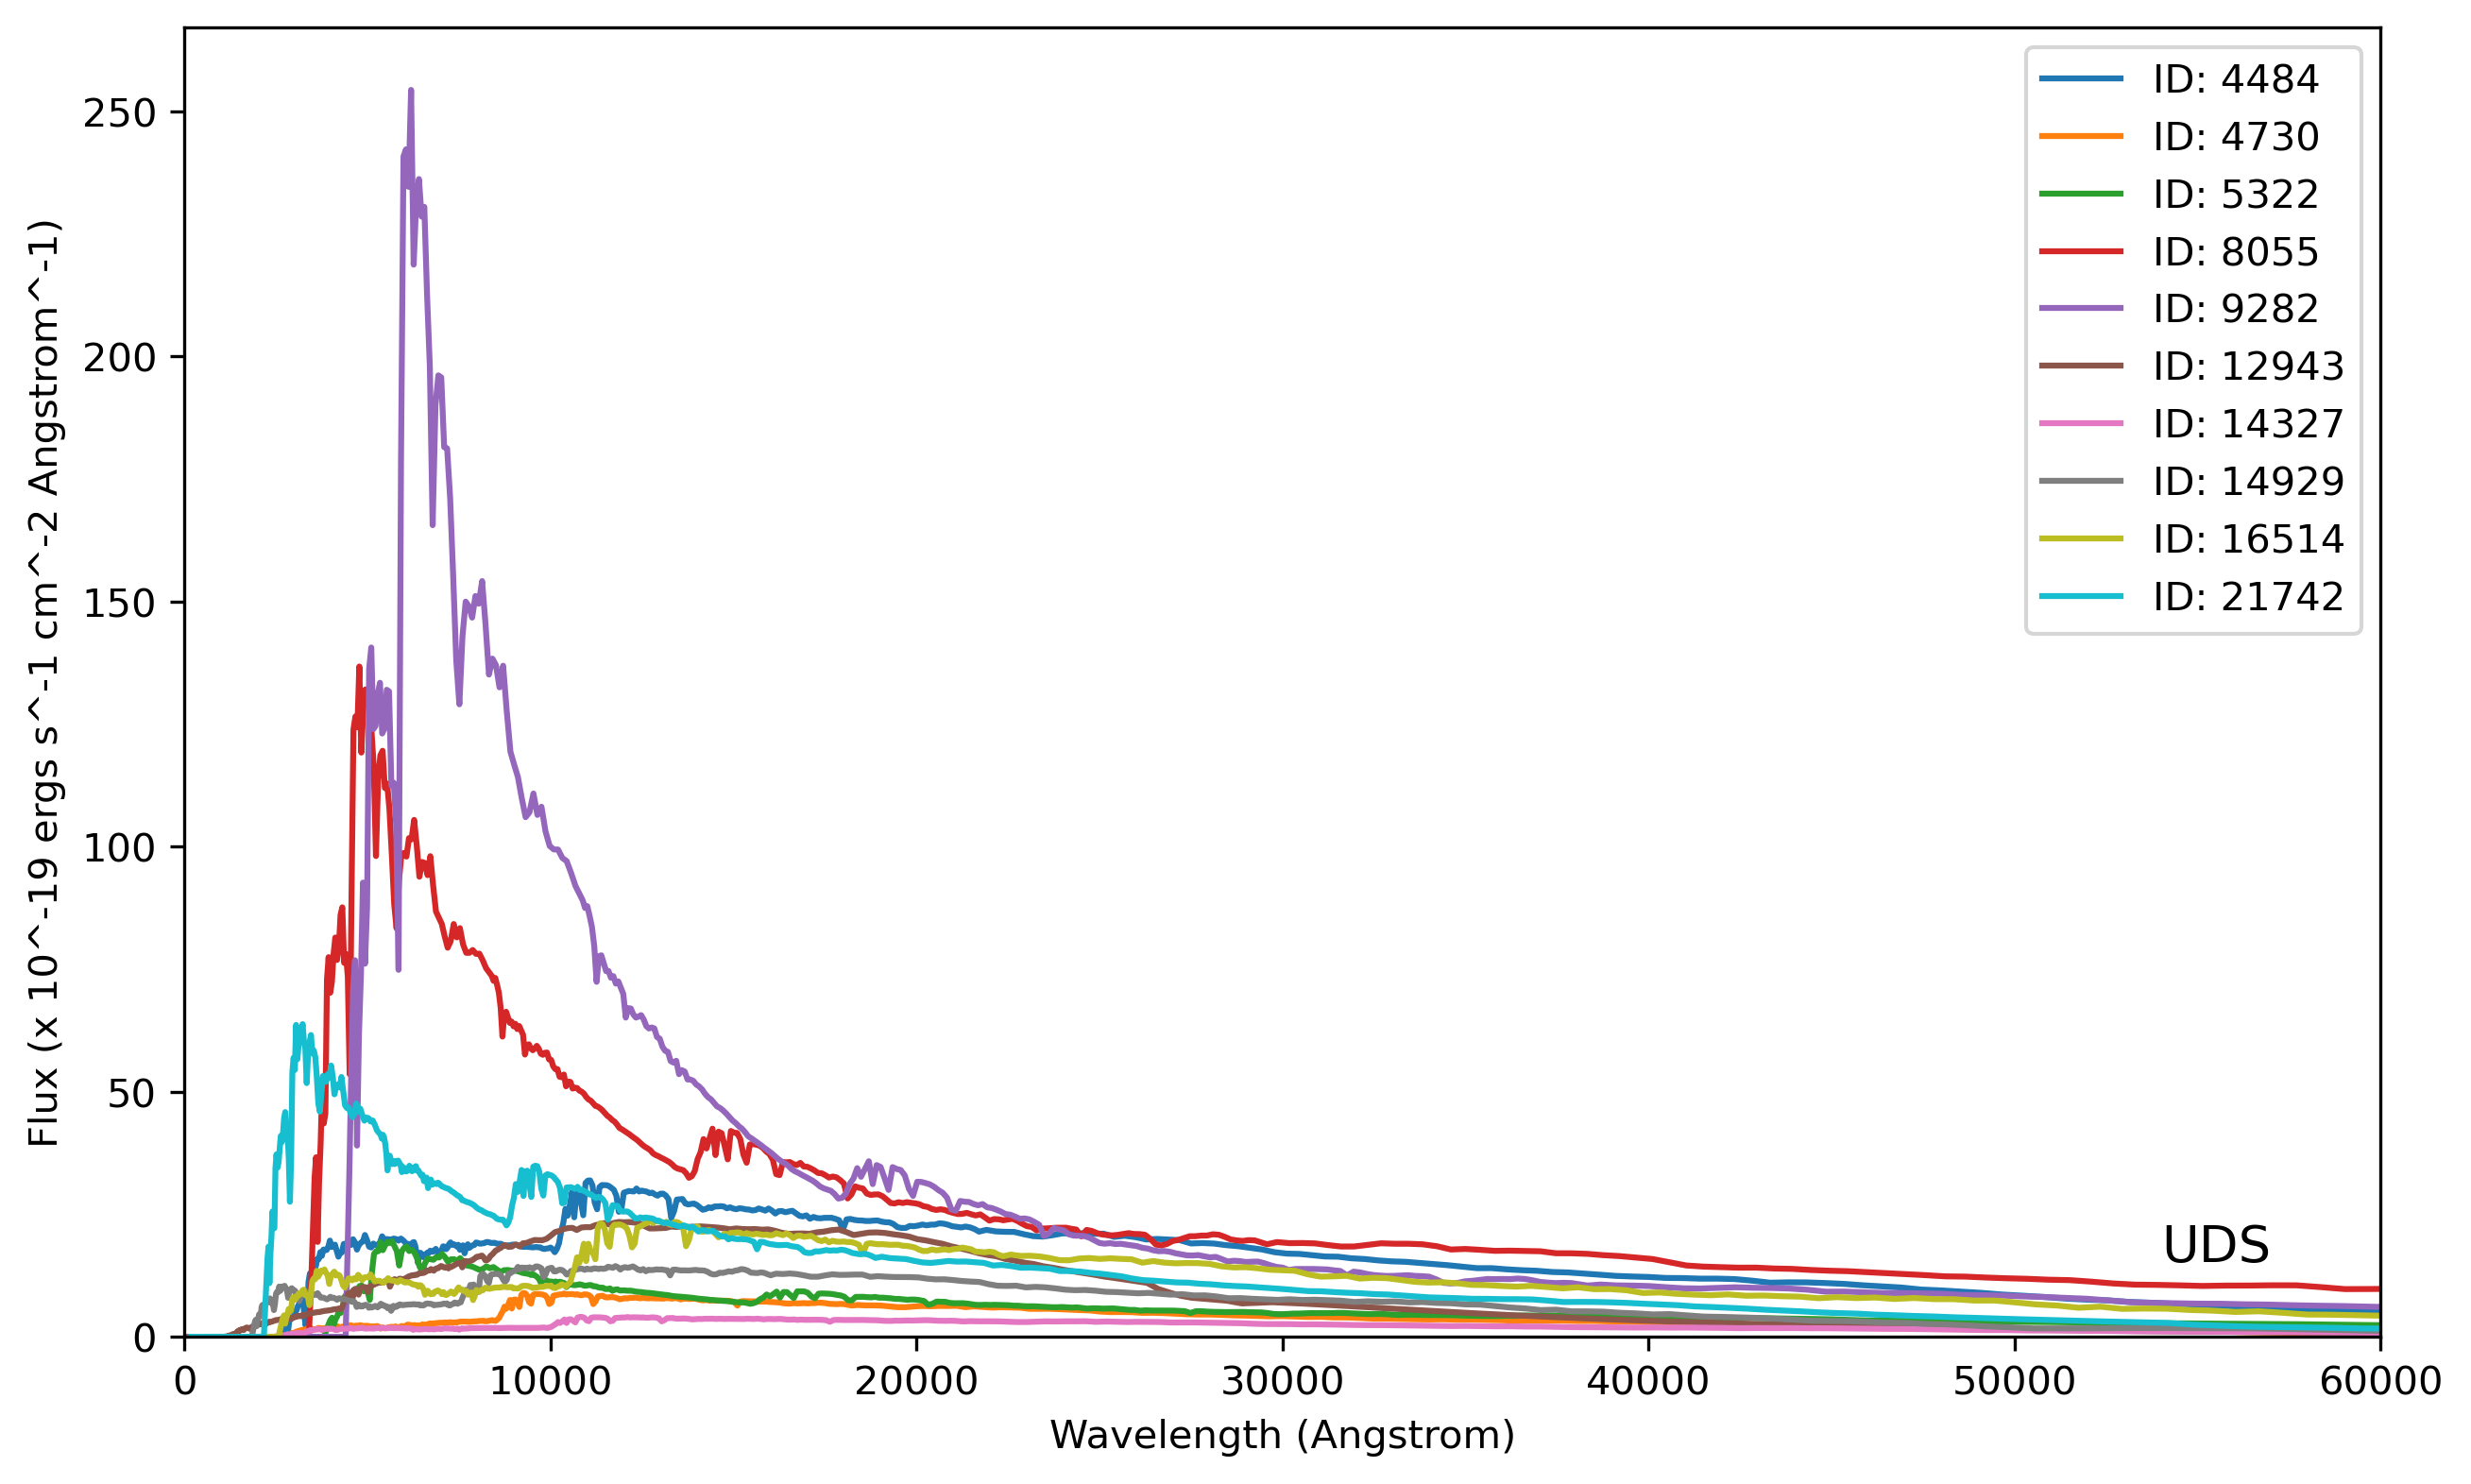 Flux (x 10^-19 ergs s^-1 cm^-2 Angstrom^-1)
250
200
150
100
50
0
ID: 4484
ID: 4730
ID: 5322
ID: 8055
ID: 9282
ID: 12943
ID: 14327
ID: 14929
ID: 16514
ID: 21742
UDS
0 10000 20000 30000 40000 50000 60000
Wavelength (Angstrom)